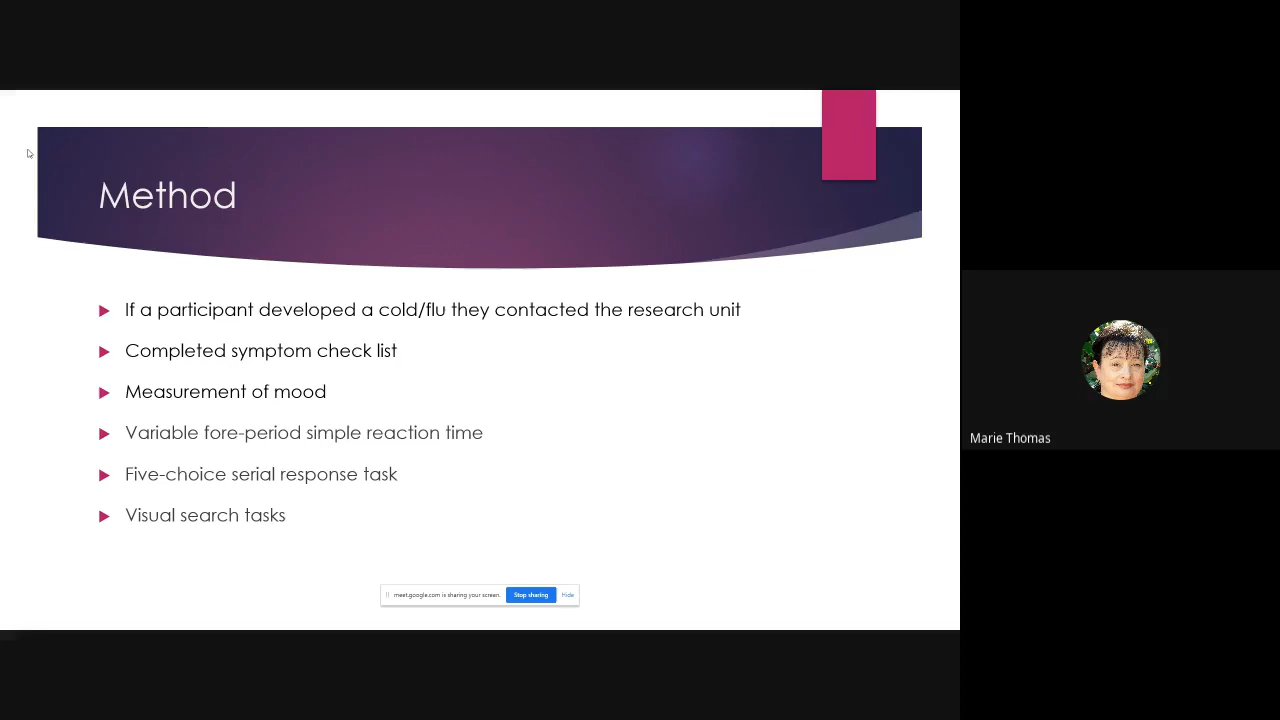 Method
If a participant developed a cold/flu they contacted the research unit
Completed symptom check list
Measurement of mood
Variable fore-period simple reaction time
Five-choice serial response task
Visual search tasks
meet.google.com is sharing your screen. Stop sharing Hide
Marie Thomas